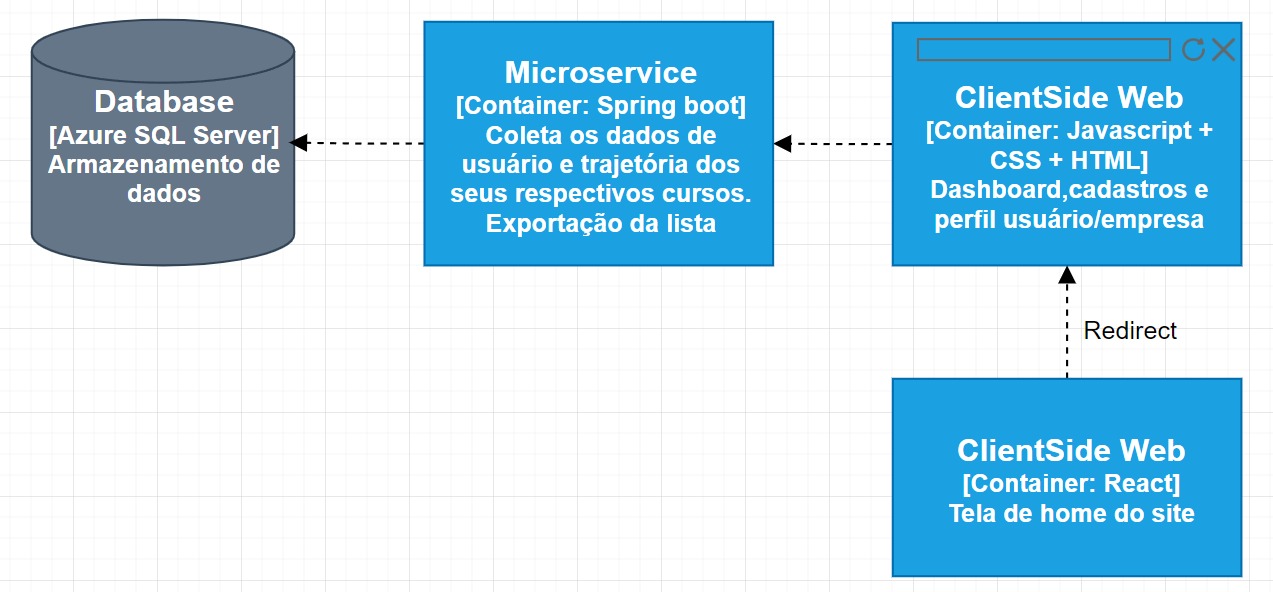 Database
[Azure SQL Server]
Armazenamento de
dados
Microservice
[Container: Spring boot]
Coleta os dados de
usuário e trajetória dos
seus respectivos cursos.
Exportação da lista
ClientSide Web
[Container: Javascript +
CSS + HTML]
Dashboard,cadastros e
perfil usuário/empresa
Redirect
ClientSide Web
[Container: React]
Tela de home do site